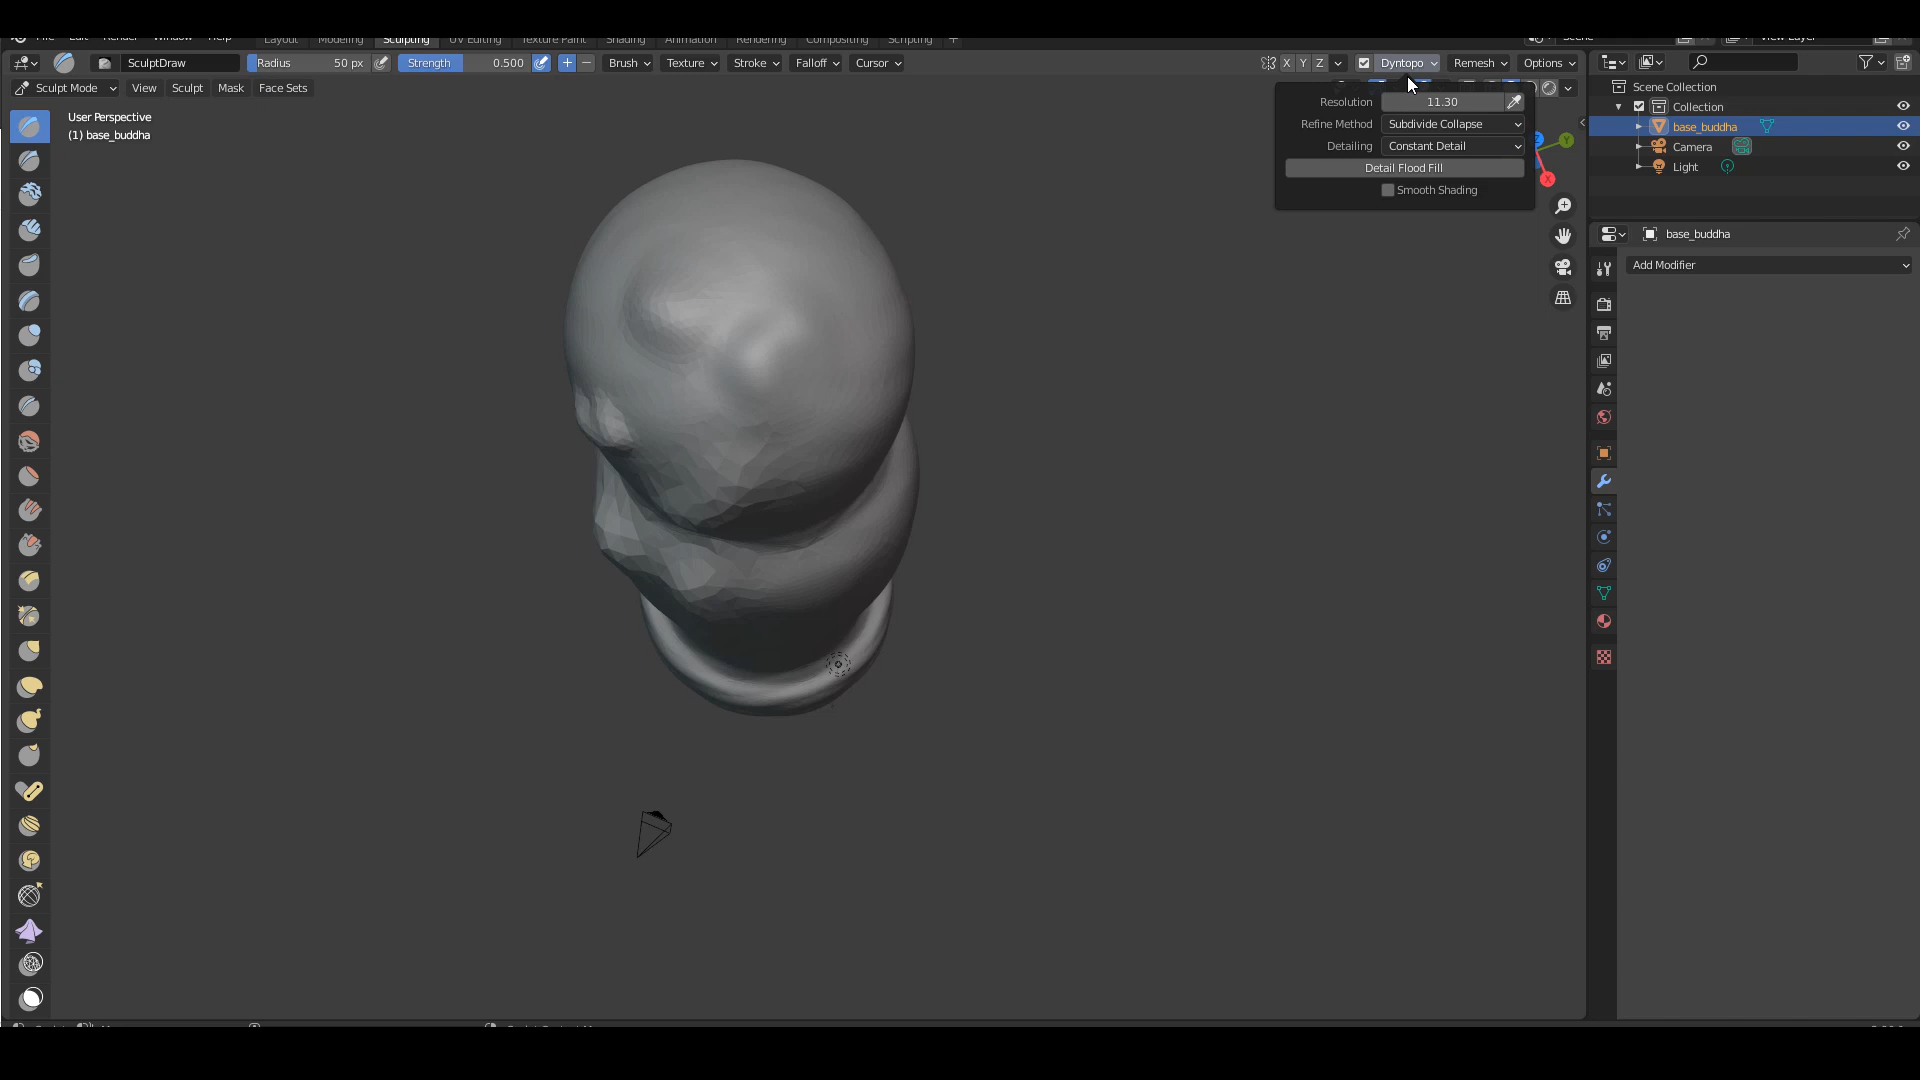 Layout Modeling Sculpting UV Editing Texture Paint Shading Animation Rendering Compositing Scripting +
SculptDraw Radius 50 px Strength 0.500 + − Brush Texture Stroke Falloff Cursor X Y Z Dyntopo Remesh Options
Sculpt Mode View Sculpt Mask Face Sets
User Perspective
(1) base_buddha
Resolution 11.30
Refine Method Subdivide Collapse
Detailing Constant Detail
Detail Flood Fill
Smooth Shading
Z Y
X
Scene Collection
Collection
base_buddha
Camera
Light
base_buddha
Add Modifier